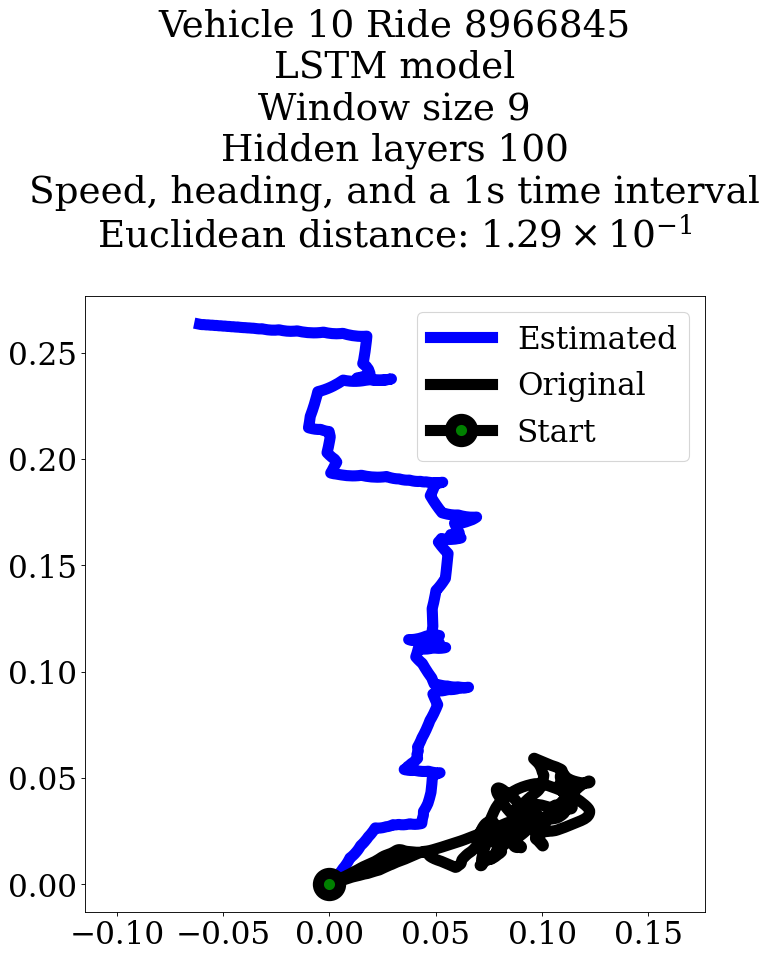 Vehicle 10 Ride 8966845
LSTM model
Window size 9
Hidden layers 100
Speed, heading, and a 1s time interval
Euclidean distance: 1.29 × 10⁻¹
Estimated
Original
Start
0.25
0.20
0.15
0.10
0.05
0.00
−0.10 −0.05 0.00 0.05 0.10 0.15